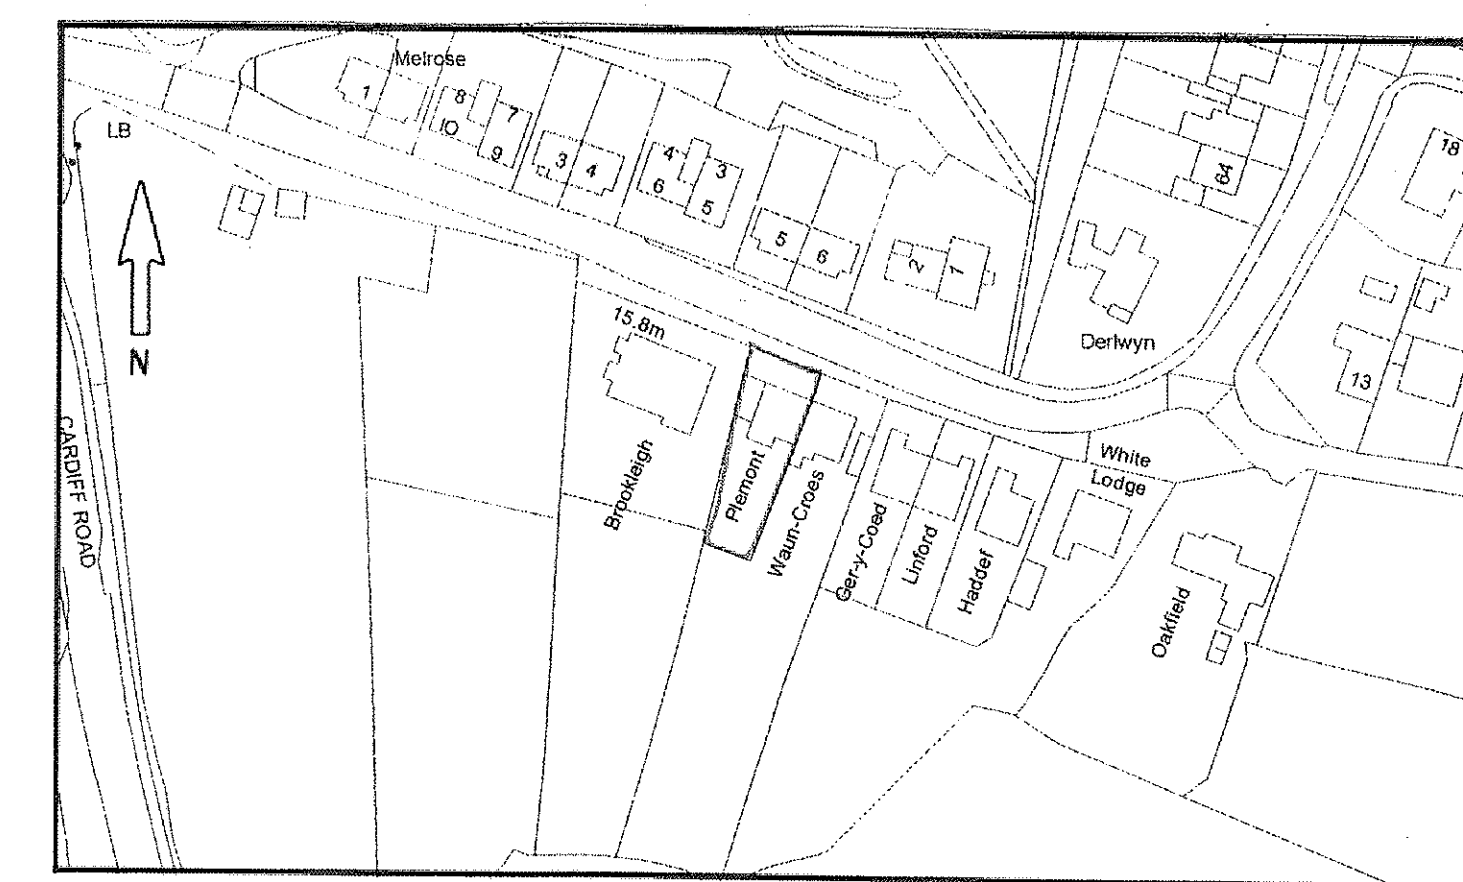 Melrose
1
8
7
10
9
3
4
4
3
6
5
5
6
2
1
64
18
LB
N
15.8m
Derlwyn
13
CARDIFF ROAD
Brookleigh
Plemont
Waun-Croes
Ger-y-Coed
Linford
Haddef
White
Lodge
Oakfield